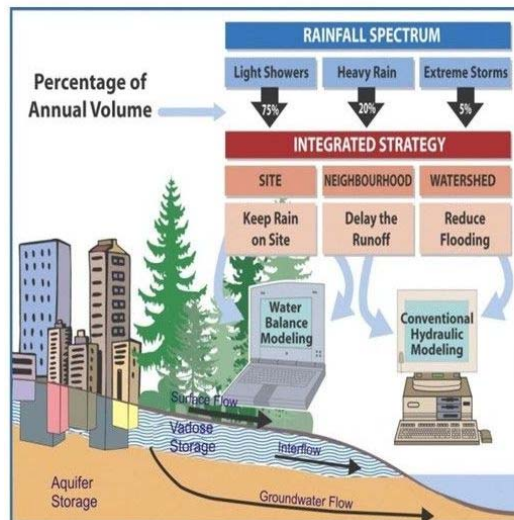 RAINFALL SPECTRUM
Percentage of
Annual Volume
Light Showers
Heavy Rain
Extreme Storms
75%
20%
5%
INTEGRATED STRATEGY
SITE
NEIGHBOURHOOD
WATERSHED
Keep Rain
on Site
Delay the
Runoff
Reduce
Flooding
Water
Balance
Modeling
Conventional
Hydraulic
Modeling
Surface Flow
Vadose
Storage
Interflow
Aquifer
Storage
Groundwater Flow